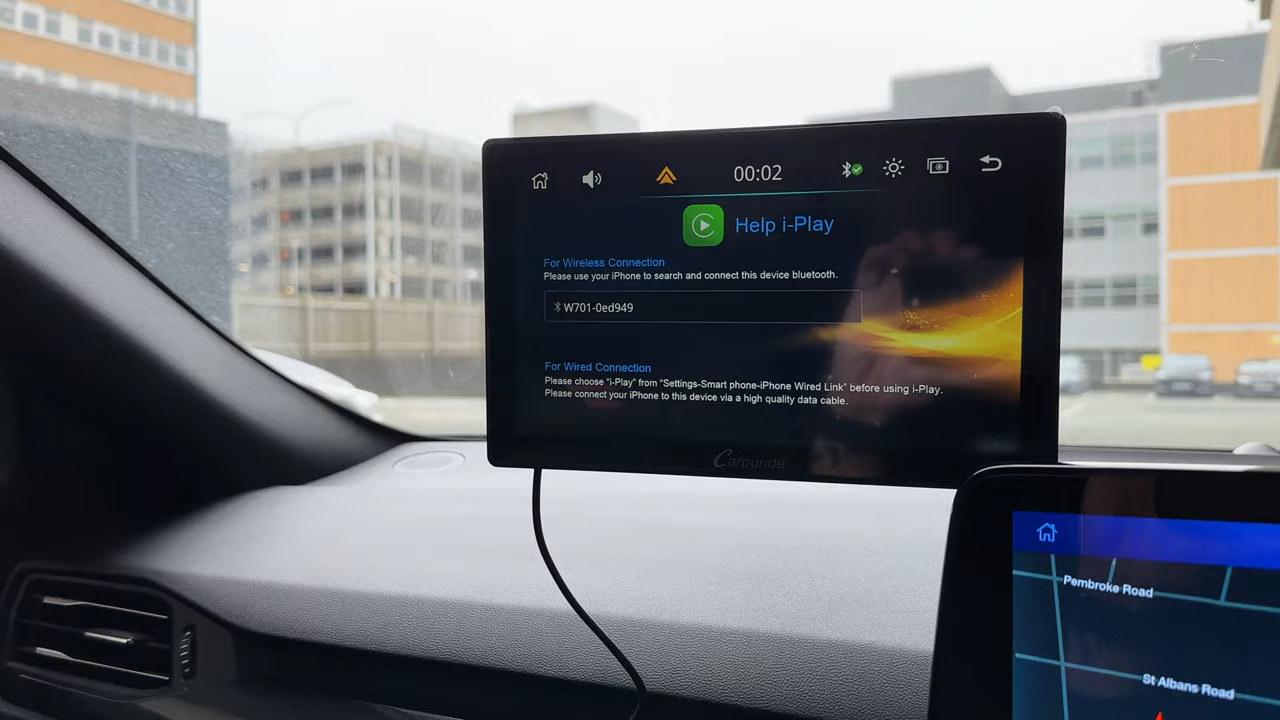 00:02
Help i-Play
For Wireless Connection
Please use your iPhone to search and connect this device bluetooth.
W701-0ed949
For Wired Connection
Please choose "i-Play" from “Settings-Smart phone-iPhone Wired Link” before using i-Play.
Please connect your iPhone to this device via a high quality data cable.
Carpuride
Pembroke Road
St Albans Road